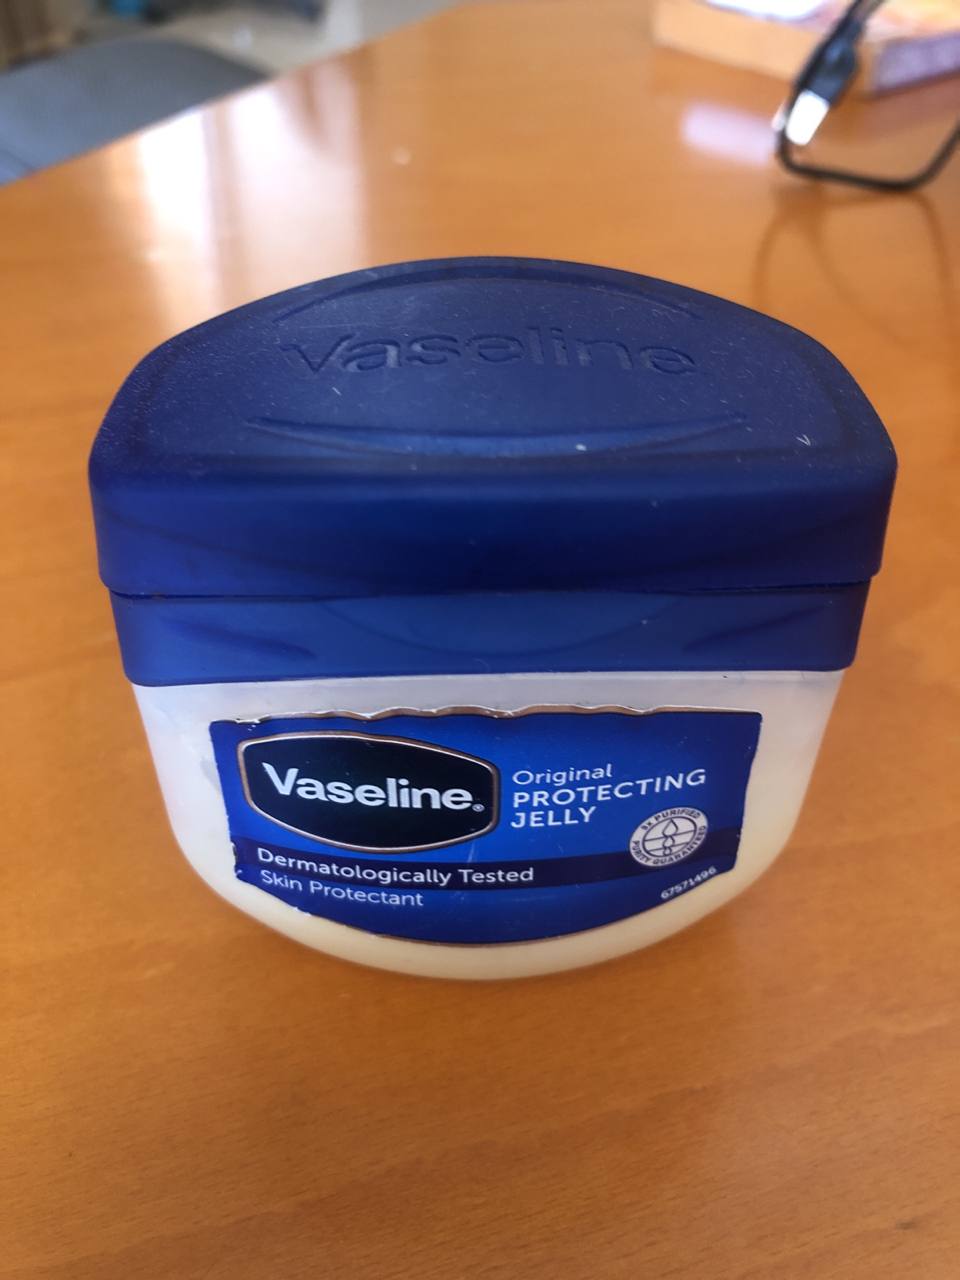 Vaseline
Vaseline®
Original
PROTECTING
JELLY
3x PURIFIED
PURITY GUARANTEED
Dermatologically Tested
Skin Protectant
67571496